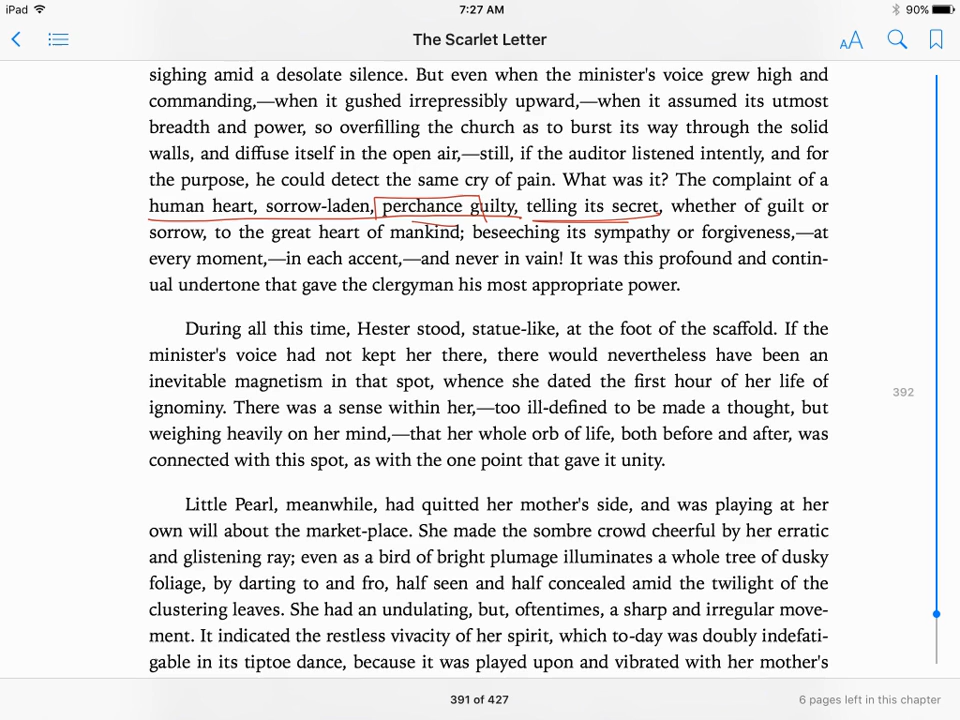 iPad 7:27 AM 90%
The Scarlet Letter AA
sighing amid a desolate silence. But even when the minister's voice grew high and
commanding,—when it gushed irrepressibly upward,—when it assumed its utmost
breadth and power, so overfilling the church as to burst its way through the solid
walls, and diffuse itself in the open air,—still, if the auditor listened intently, and for
the purpose, he could detect the same cry of pain. What was it? The complaint of a
human heart, sorrow-laden, perchance guilty, telling its secret, whether of guilt or
sorrow, to the great heart of mankind; beseeching its sympathy or forgiveness,—at
every moment,—in each accent,—and never in vain! It was this profound and contin-
ual undertone that gave the clergyman his most appropriate power.
During all this time, Hester stood, statue-like, at the foot of the scaffold. If the
minister's voice had not kept her there, there would nevertheless have been an
inevitable magnetism in that spot, whence she dated the first hour of her life of
ignominy. There was a sense within her,—too ill-defined to be made a thought, but
weighing heavily on her mind,—that her whole orb of life, both before and after, was
connected with this spot, as with the one point that gave it unity.
Little Pearl, meanwhile, had quitted her mother's side, and was playing at her
own will about the market-place. She made the sombre crowd cheerful by her erratic
and glistening ray; even as a bird of bright plumage illuminates a whole tree of dusky
foliage, by darting to and fro, half seen and half concealed amid the twilight of the
clustering leaves. She had an undulating, but, oftentimes, a sharp and irregular move-
ment. It indicated the restless vivacity of her spirit, which to-day was doubly indefati-
gable in its tiptoe dance, because it was played upon and vibrated with her mother's
392
391 of 427 6 pages left in this chapter